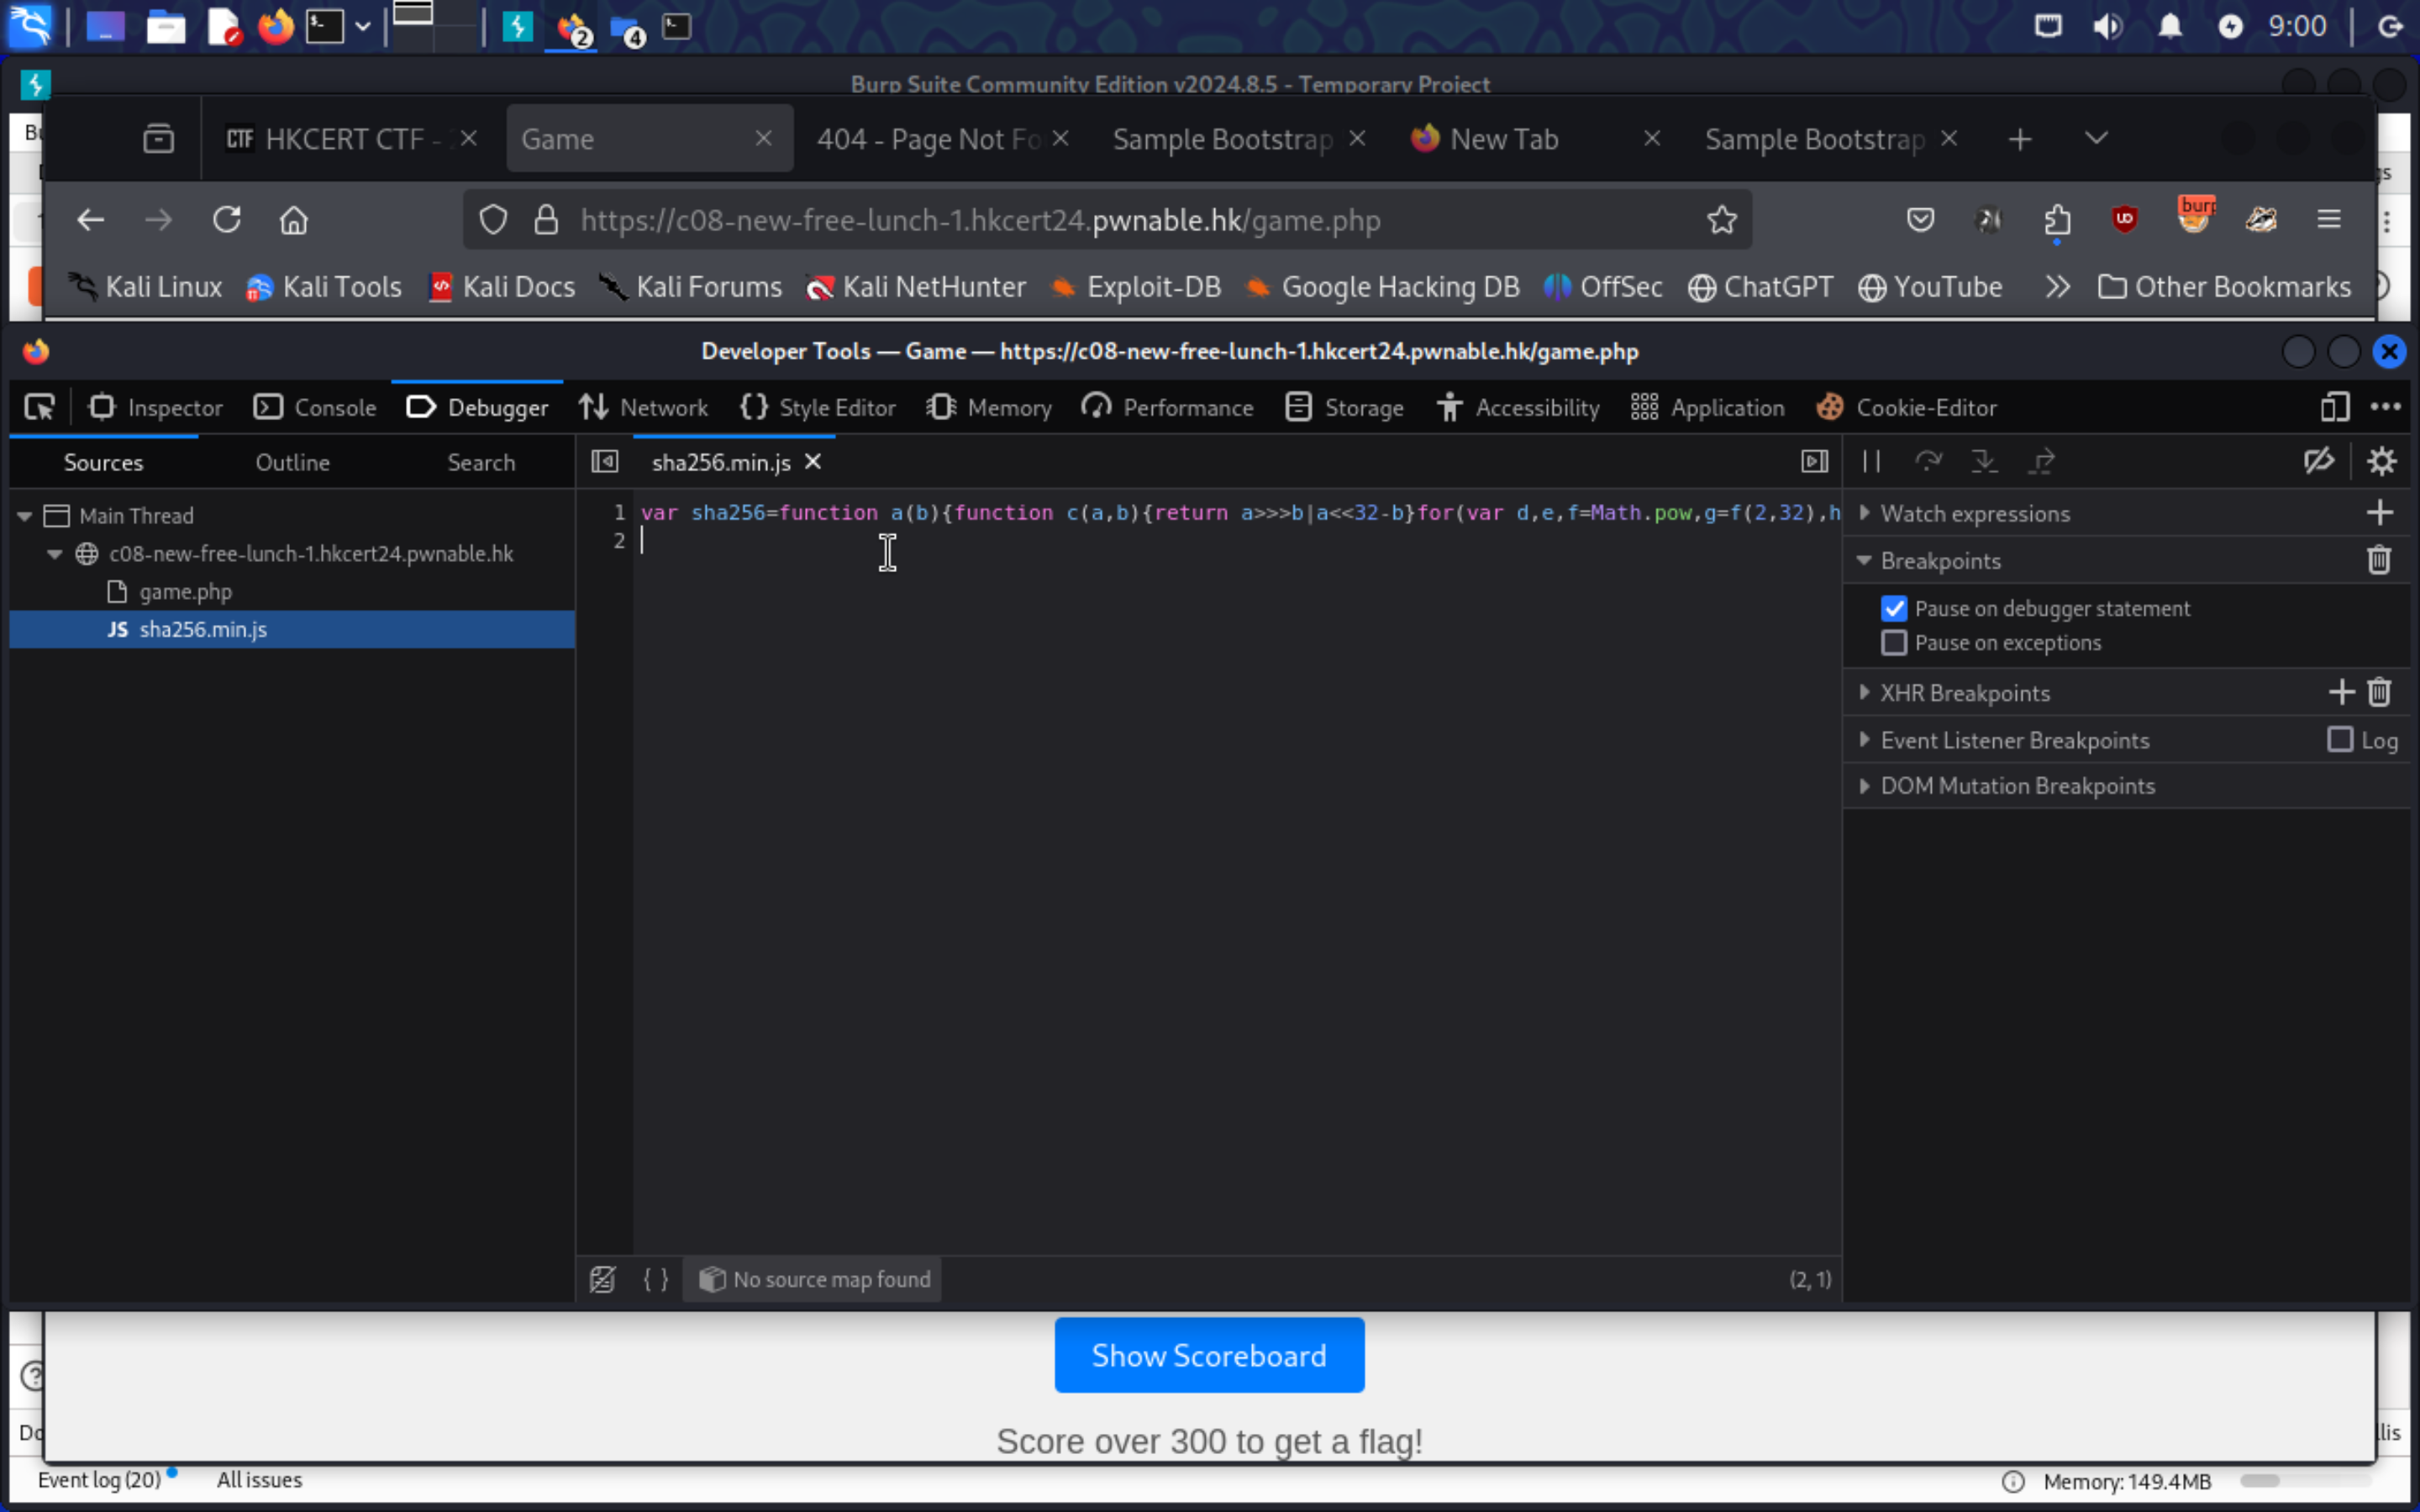 2 4 9:00
Burp Suite Community Edition v2024.8.5 - Temporary Project
CTF HKCERT CTF - Game 404 - Page Not Fo Sample Bootstrap New Tab Sample Bootstrap
https://c08-new-free-lunch-1.hkcert24.pwnable.hk/game.php
Kali Linux Kali Tools Kali Docs Kali Forums Kali NetHunter Exploit-DB Google Hacking DB OffSec ChatGPT YouTube Other Bookmarks
Developer Tools — Game — https://c08-new-free-lunch-1.hkcert24.pwnable.hk/game.php
Inspector Console Debugger Network Style Editor Memory Performance Storage Accessibility Application Cookie-Editor
Sources Outline Search sha256.min.js
Main Thread
c08-new-free-lunch-1.hkcert24.pwnable.hk
game.php
JS sha256.min.js
1 var sha256=function a(b){function c(a,b){return a>>>b|a<<32-b}for(var d,e,f=Math.pow,g=f(2,32),h
2
Watch expressions
Breakpoints
Pause on debugger statement
Pause on exceptions
XHR Breakpoints
Event Listener Breakpoints Log
DOM Mutation Breakpoints
{ } No source map found (2, 1)
Show Scoreboard
Score over 300 to get a flag!
Event log (20) All issues Memory: 149.4MB